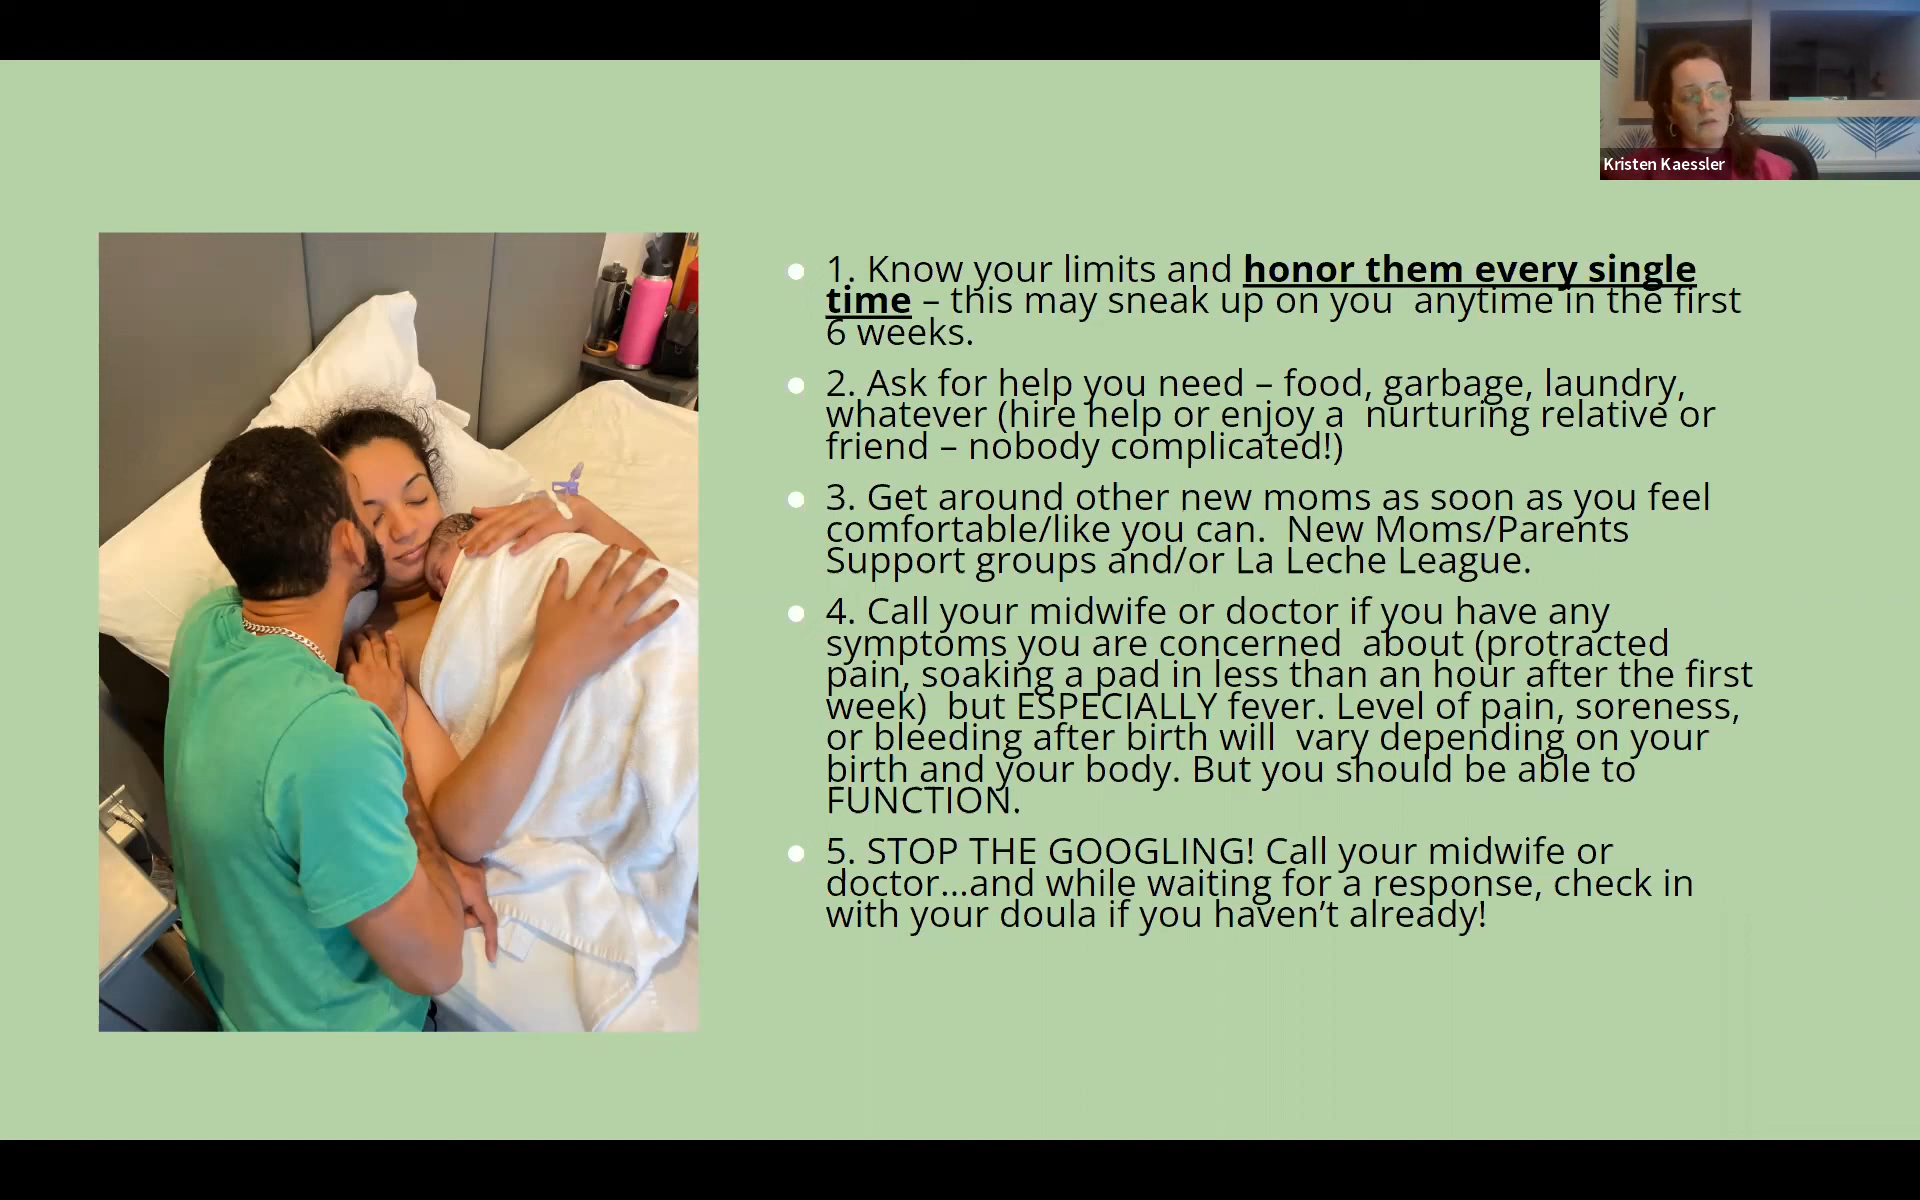 Kristen Kaessler
1. Know your limits and honor them every single
time – this may sneak up on you  anytime in the first
6 weeks.
2. Ask for help you need – food, garbage, laundry,
whatever (hire help or enjoy a  nurturing relative or
friend – nobody complicated!)
3. Get around other new moms as soon as you feel
comfortable/like you can.  New Moms/Parents
Support groups and/or La Leche League.
4. Call your midwife or doctor if you have any
symptoms you are concerned  about (protracted
pain, soaking a pad in less than an hour after the first
week)  but ESPECIALLY fever. Level of pain, soreness,
or bleeding after birth will  vary depending on your
birth and your body. But you should be able to
FUNCTION.
5. STOP THE GOOGLING! Call your midwife or
doctor…and while waiting for a response, check in
with your doula if you haven’t already!